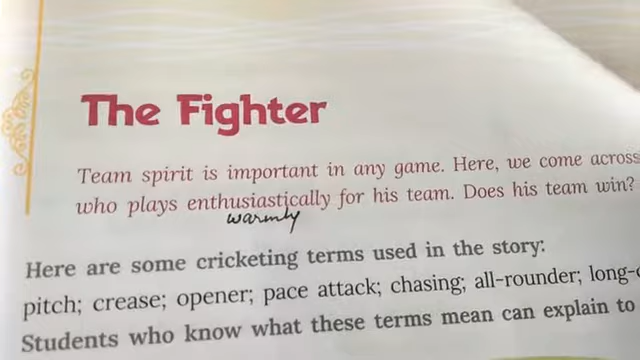 The Fighter
Team spirit is important in any game. Here, we come across
who plays enthusiastically for his team. Does his team win?
warmly
Here are some cricketing terms used in the story:
pitch; crease; opener; pace attack; chasing; all-rounder; long-
Students who know what these terms mean can explain to